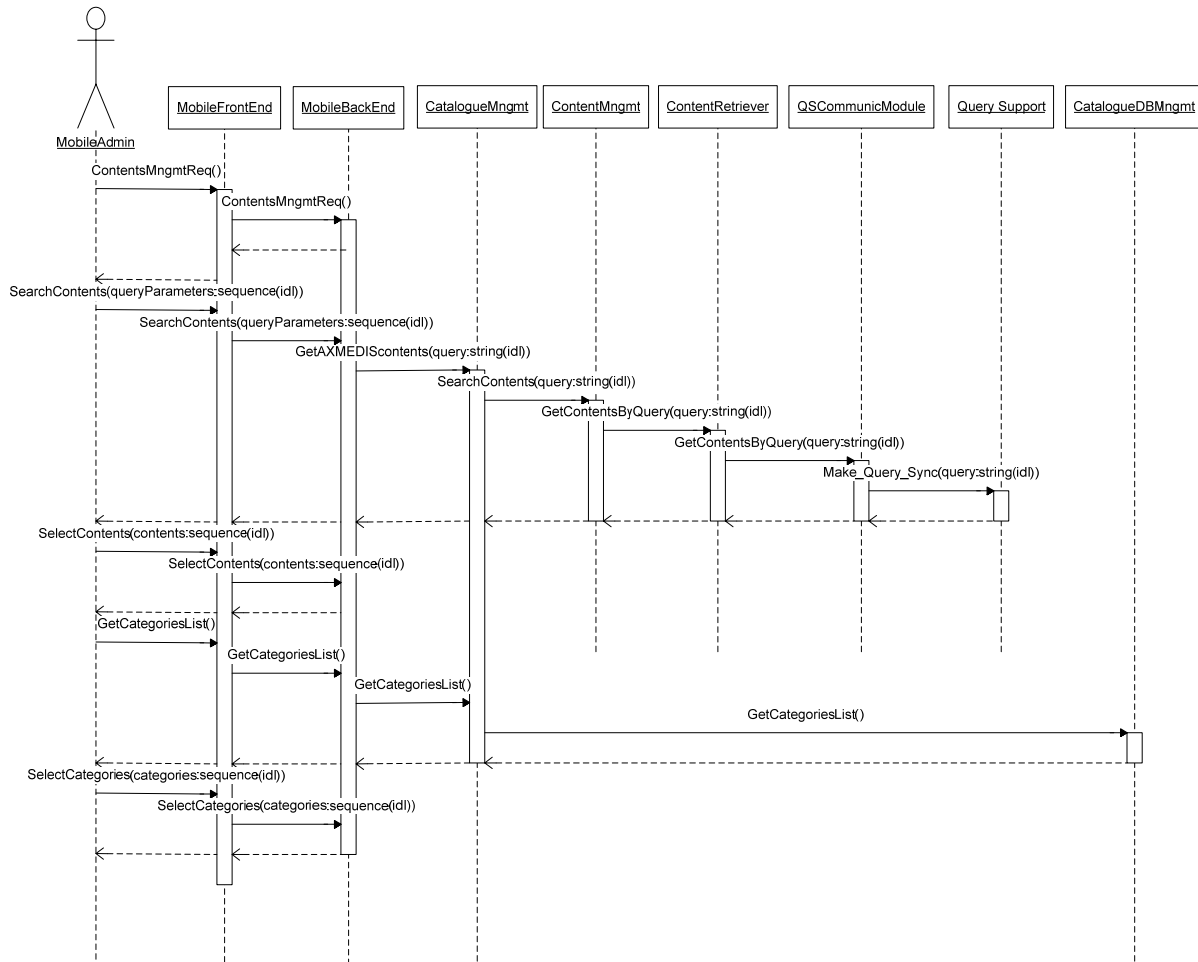 MobileFrontEnd
MobileBackEnd
CatalogueMngmt
ContentMngmt
ContentRetriever
QSCommunicModule
Query Support
CatalogueDBMngmt
MobileAdmin
ContentsMngmtReq()
ContentsMngmtReq()
SearchContents(queryParameters:sequence(idl))
SearchContents(queryParameters:sequence(idl))
GetAXMEDIScontents(query:string(idl))
SearchContents(query:string(idl))
GetContentsByQuery(query:string(idl))
GetContentsByQuery(query:string(idl))
Make_Query_Sync(query:string(idl))
SelectContents(contents:sequence(idl))
SelectContents(contents:sequence(idl))
GetCategoriesList()
GetCategoriesList()
GetCategoriesList()
GetCategoriesList()
SelectCategories(categories:sequence(idl))
SelectCategories(categories:sequence(idl))